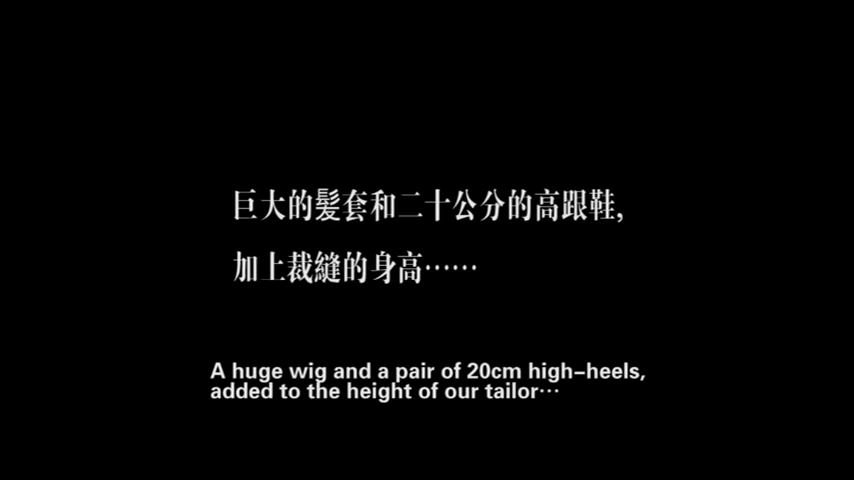 巨大的髮套和二十公分的高跟鞋,
加上裁縫的身高……
A huge wig and a pair of 20cm high-heels,
added to the height of our tailor…